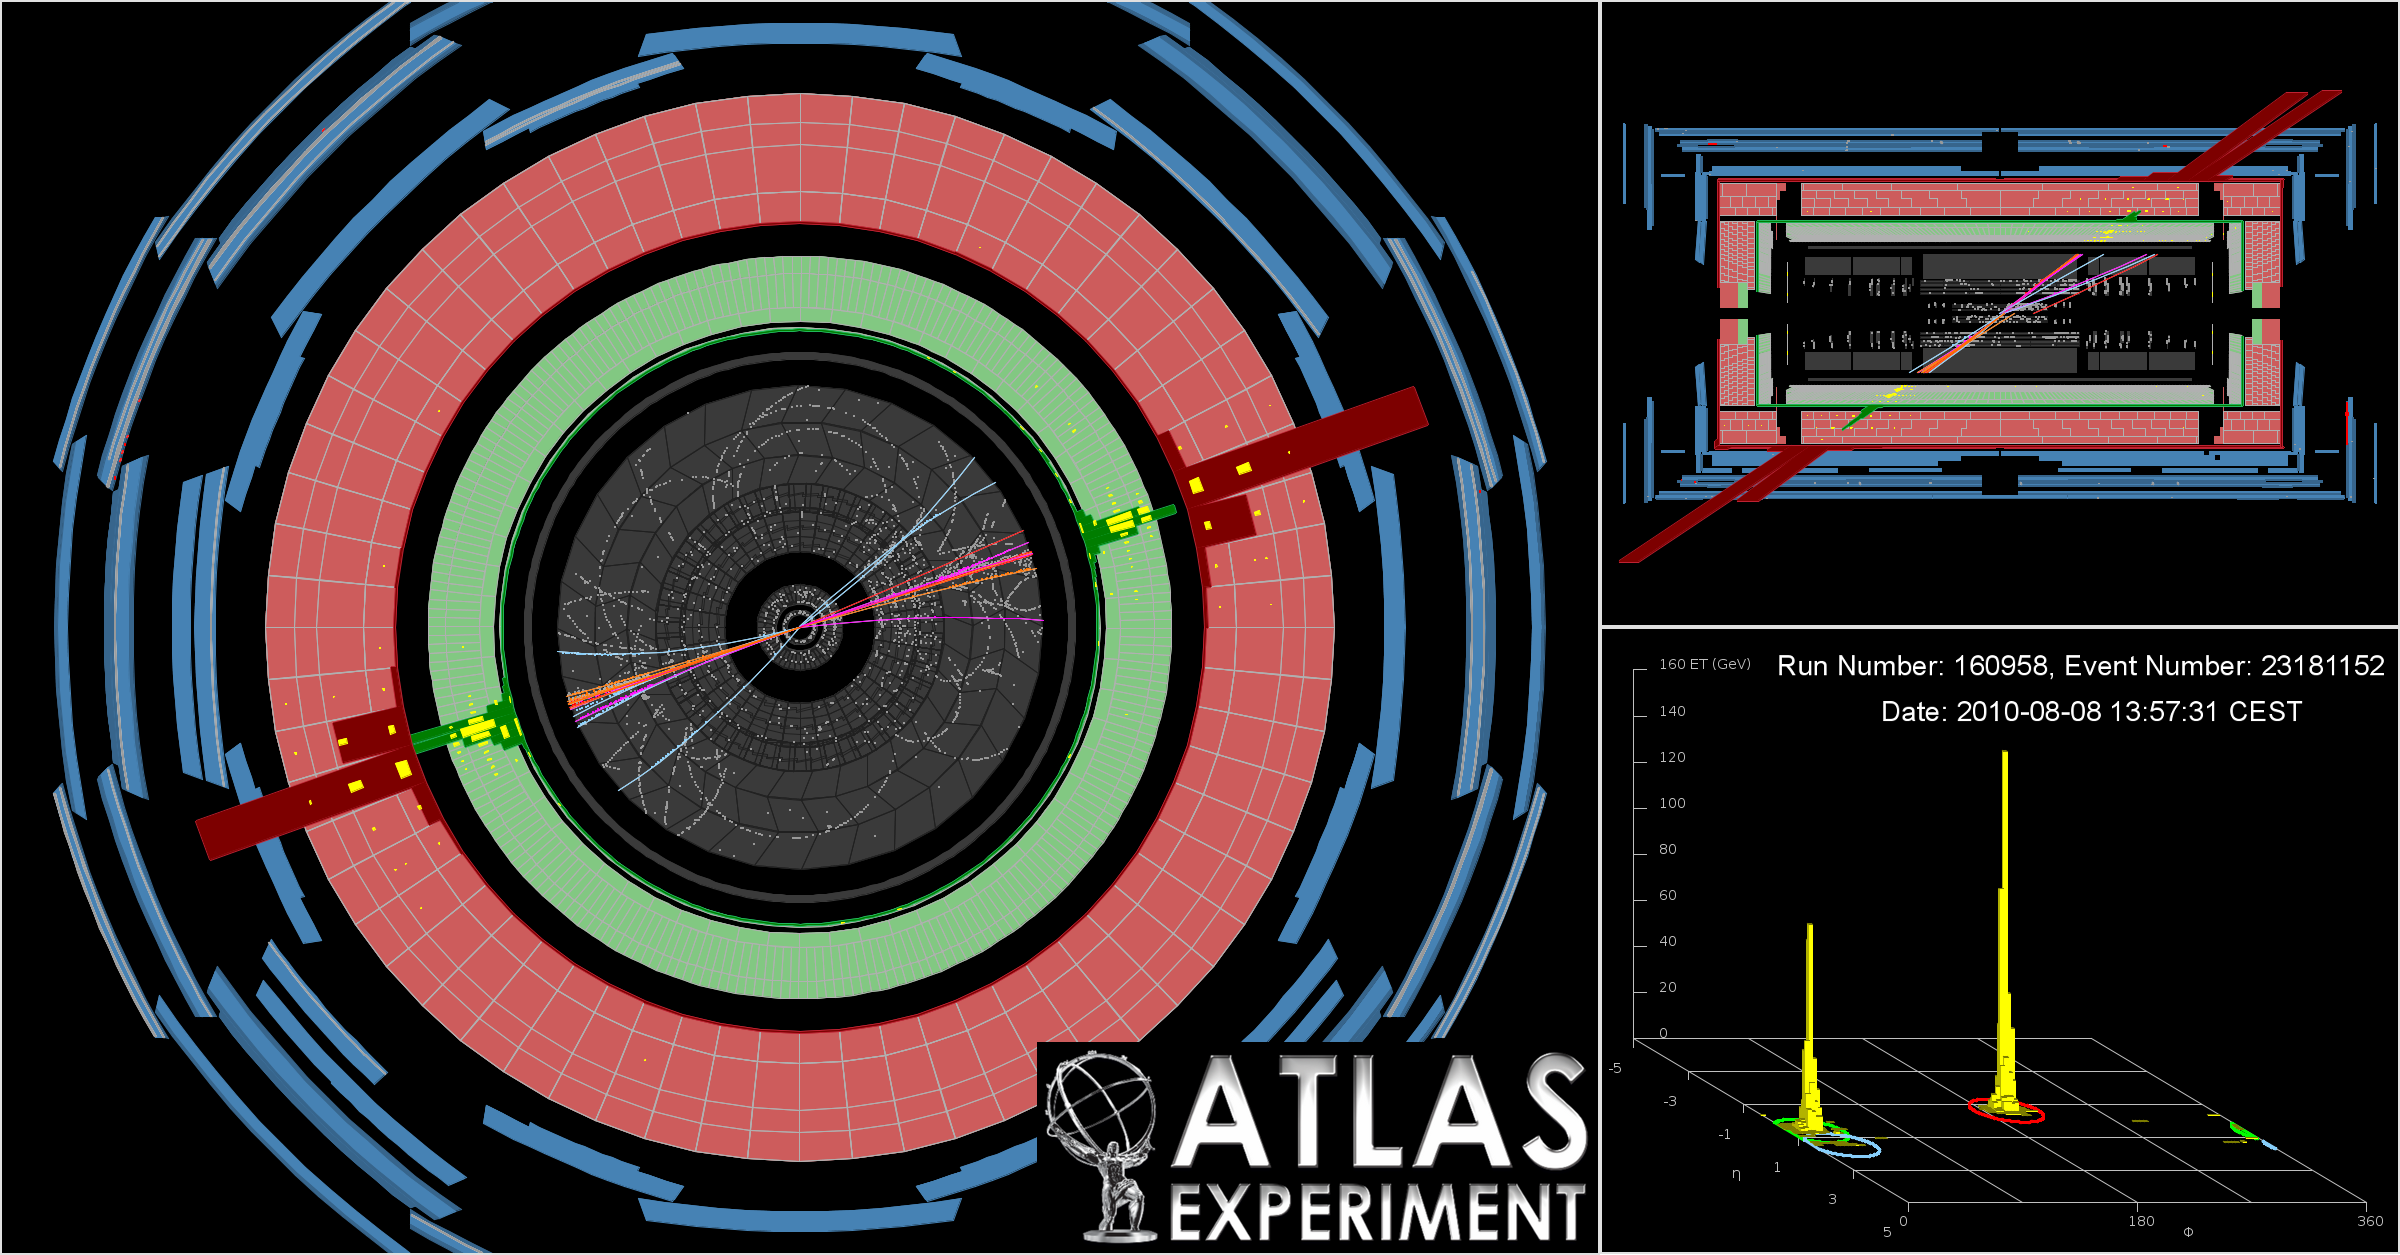 ATLAS
EXPERIMENT
160 ET (GeV)
Run Number: 160958, Event Number: 23181152
Date: 2010-08-08 13:57:31 CEST
140
120
100
80
60
40
20
0
-5
-3
-1
1
η
3
5
0
180
360
Φ